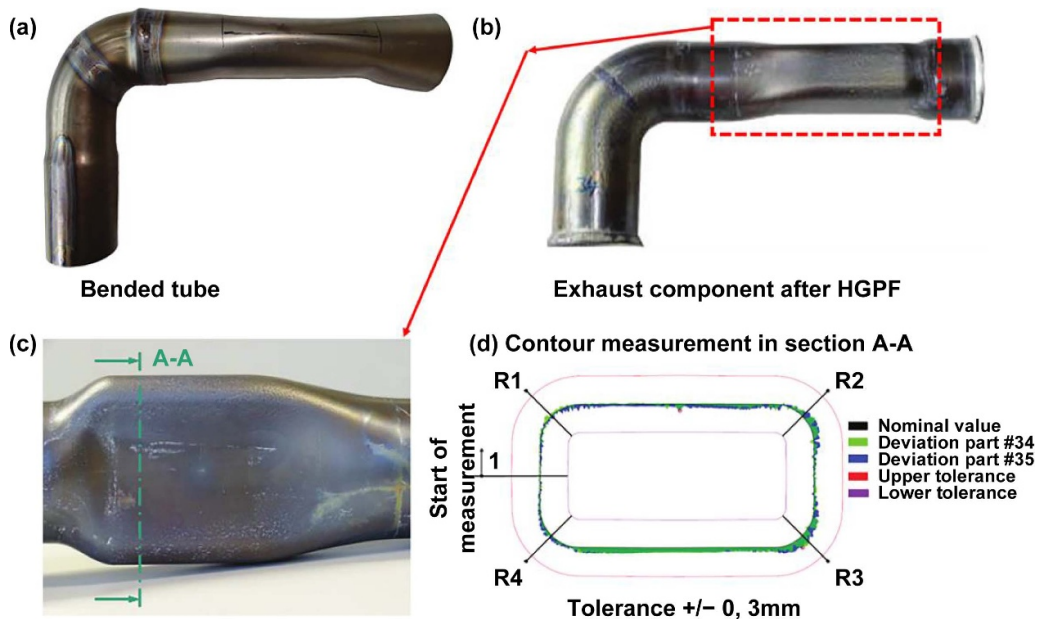 (a)
(b)
Bended tube
Exhaust component after HGPF
(c)
A-A
(d) Contour measurement in section A-A
R1
R2
Start of
measurement
1
R4
R3
Nominal value
Deviation part #34
Deviation part #35
Upper tolerance
Lower tolerance
Tolerance +/− 0, 3mm